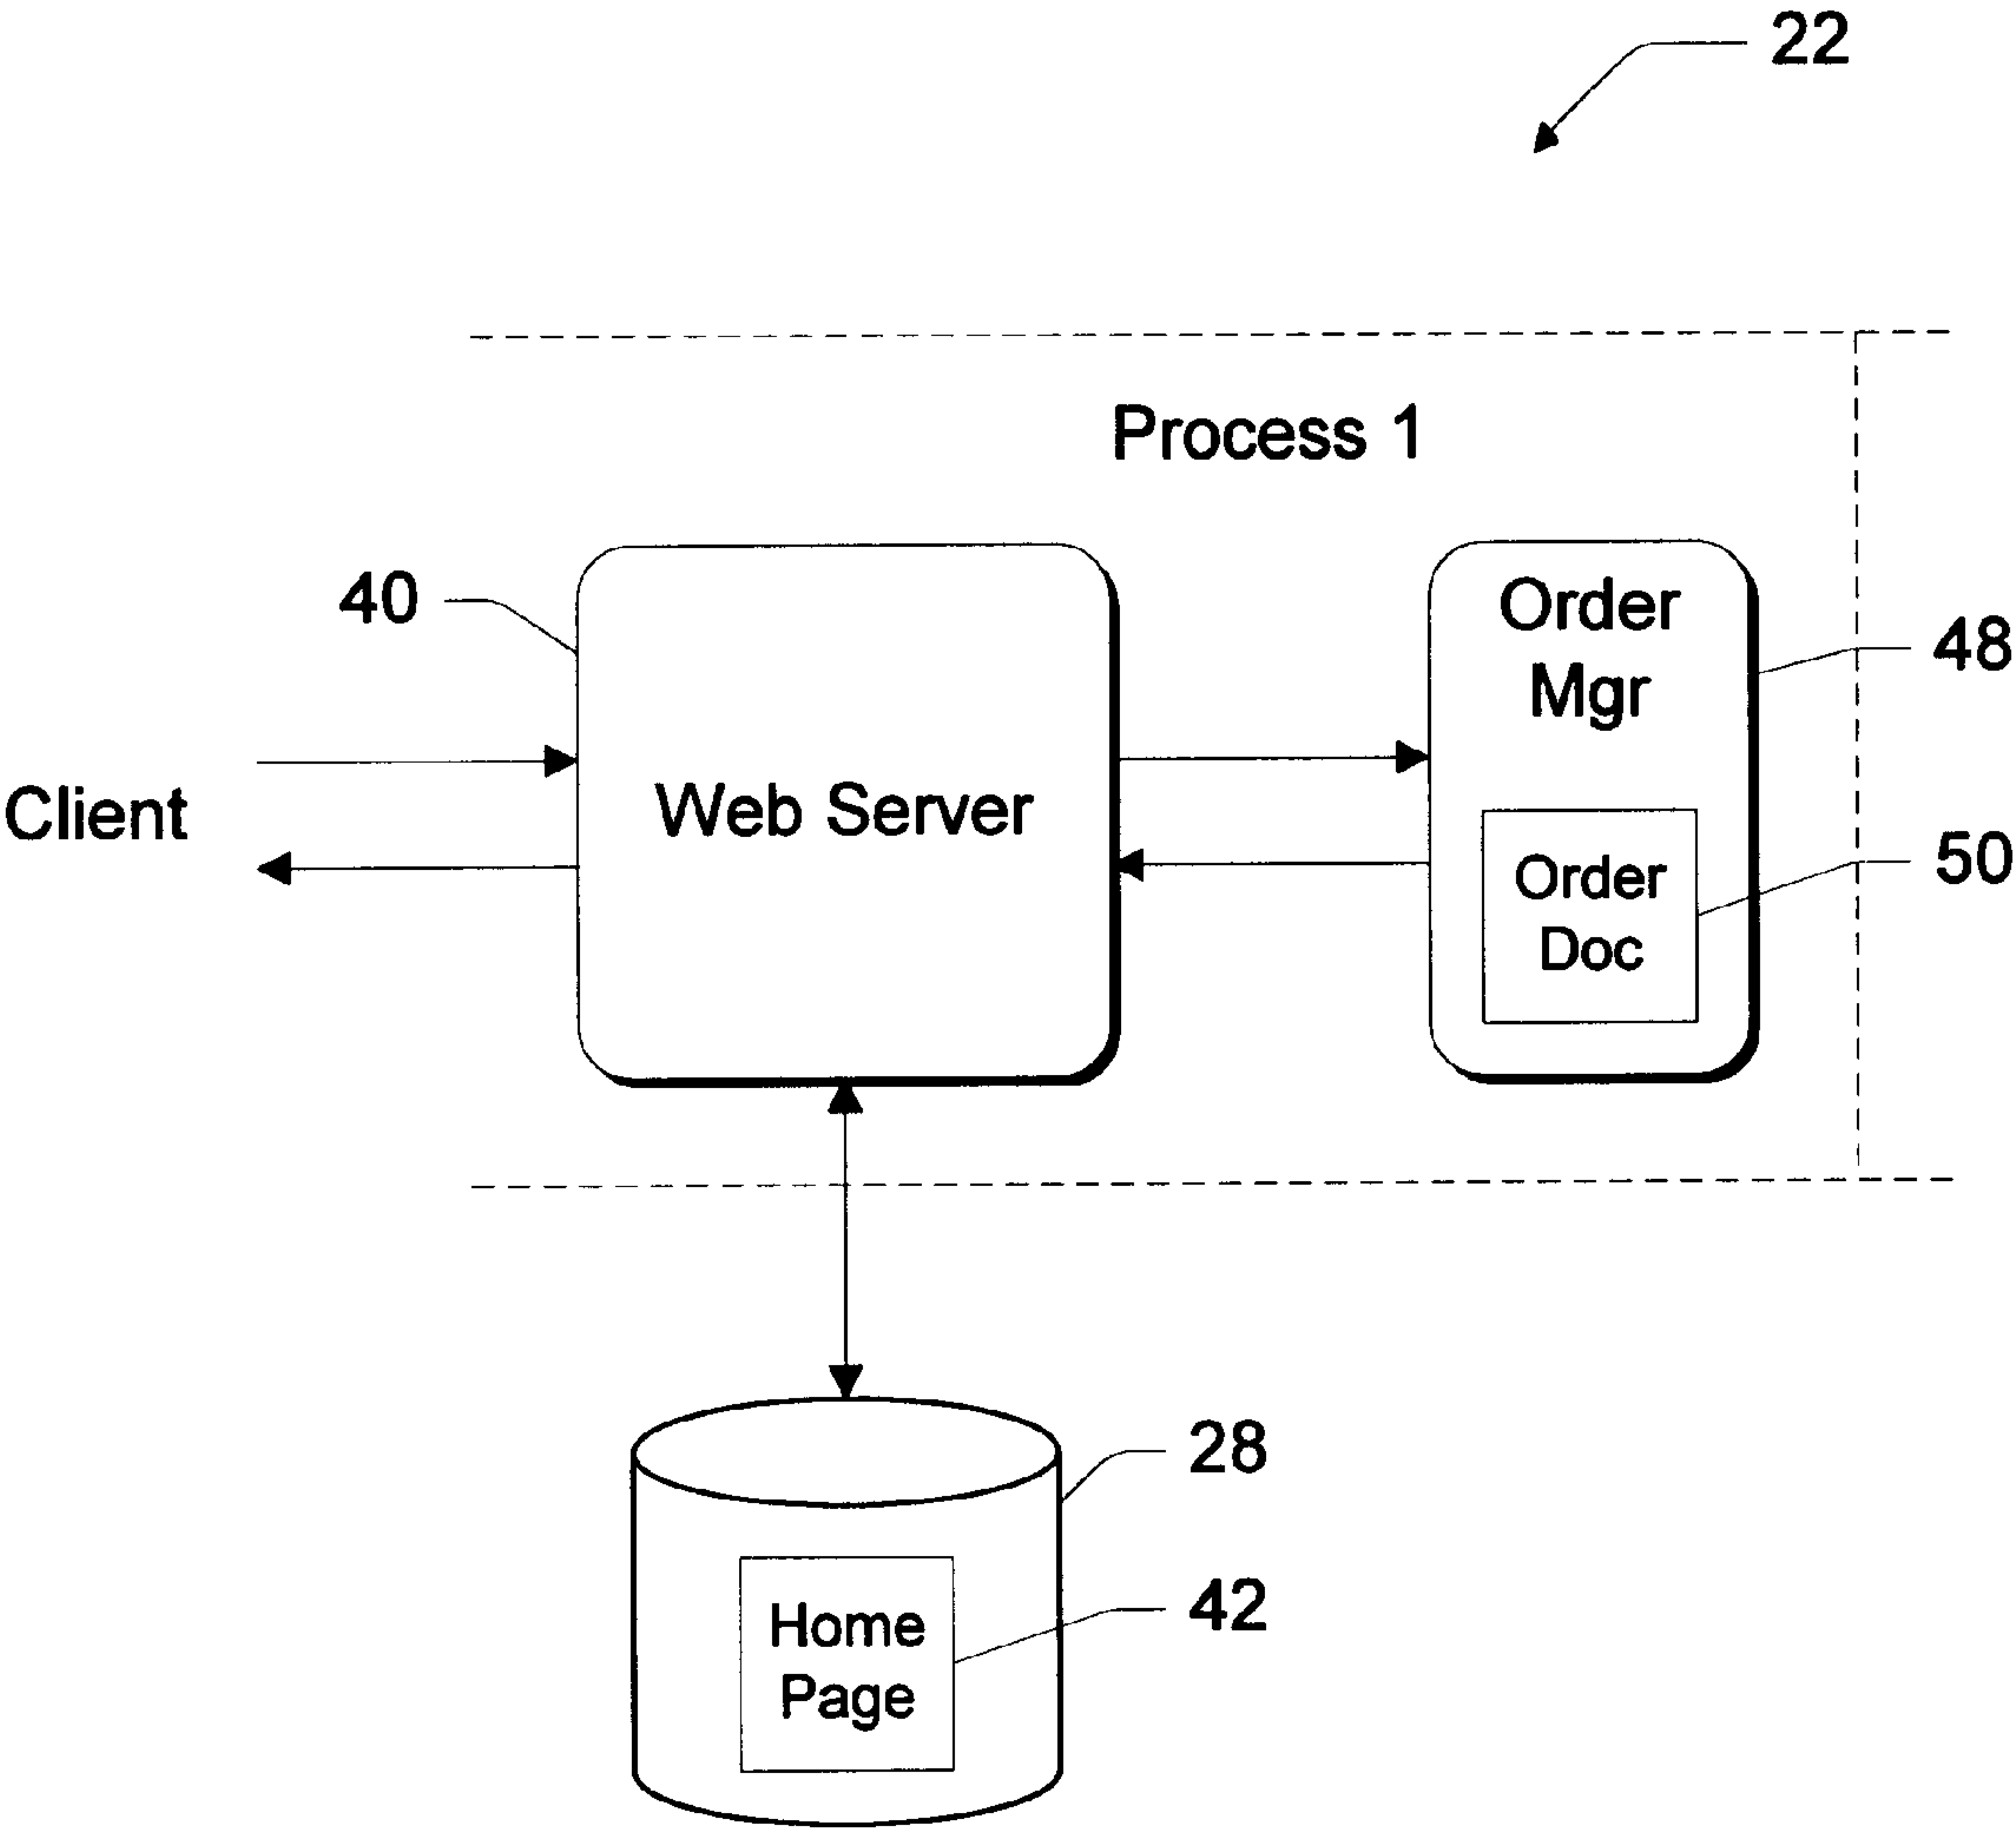 22
Process 1
40
Order
Mgr
48
Client
Web Server
Order
Doc
50
28
Home
Page
42